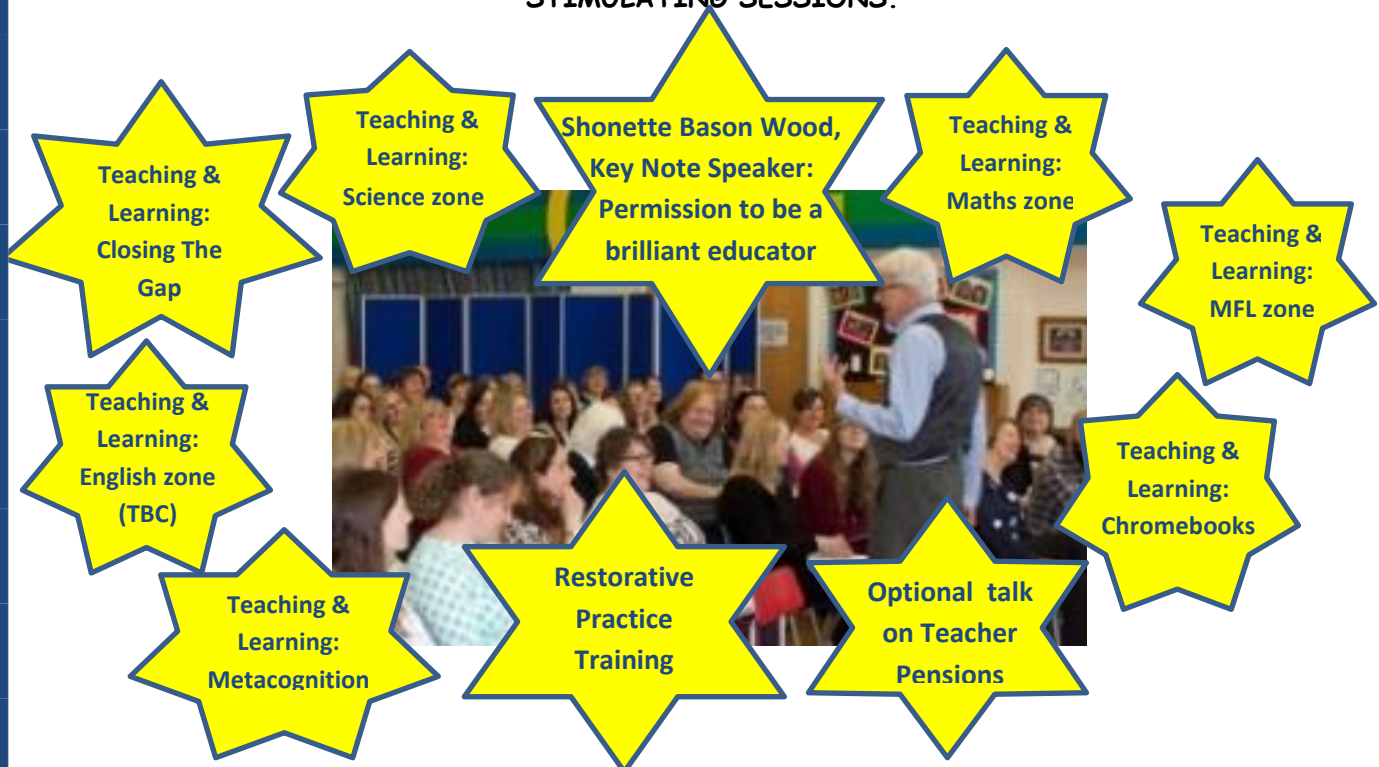 STIMULATING SESSIONS.
Teaching &
Learning:
Closing The
Gap
Teaching &
Learning:
Science zone
Shonette Bason Wood,
Key Note Speaker:
Permission to be a
brilliant educator
Teaching &
Learning:
Maths zone
Teaching &
Learning:
MFL zone
Teaching &
Learning:
English zone
(TBC)
Teaching &
Learning:
Chromebooks
Teaching &
Learning:
Metacognition
Restorative
Practice
Training
Optional talk
on Teacher
Pensions